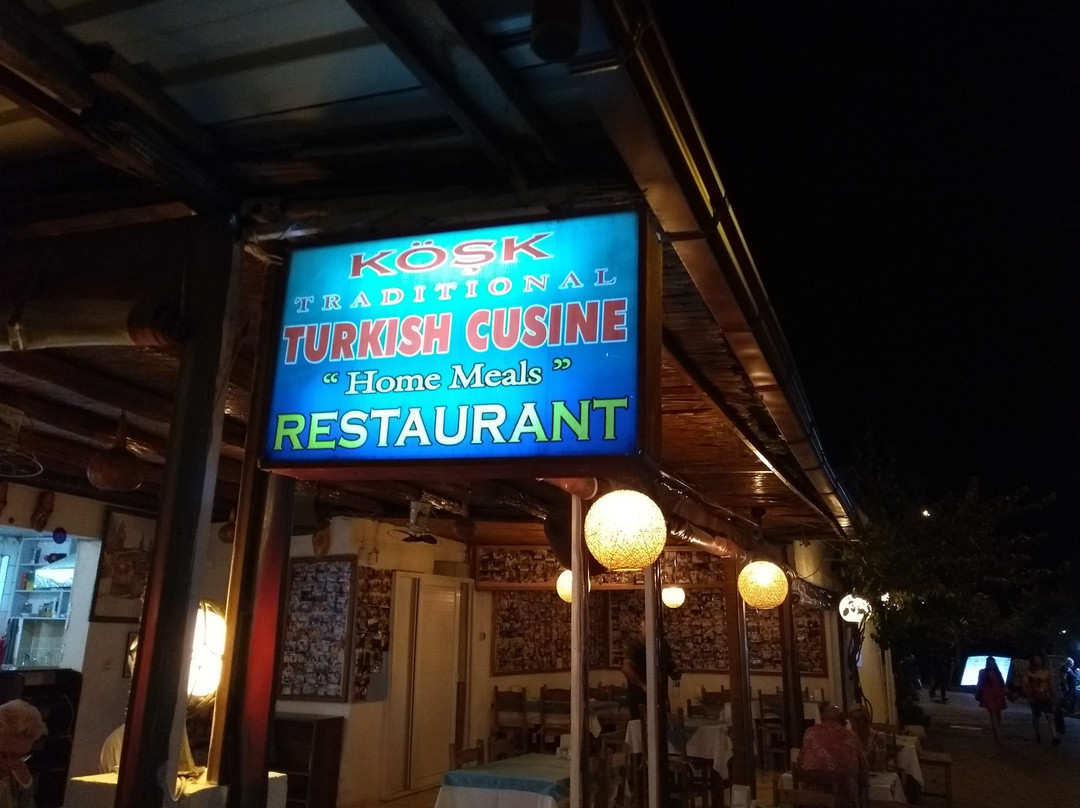 KÖŞK
TRADITIONAL
TURKISH CUSINE
“ Home Meals ”
RESTAURANT